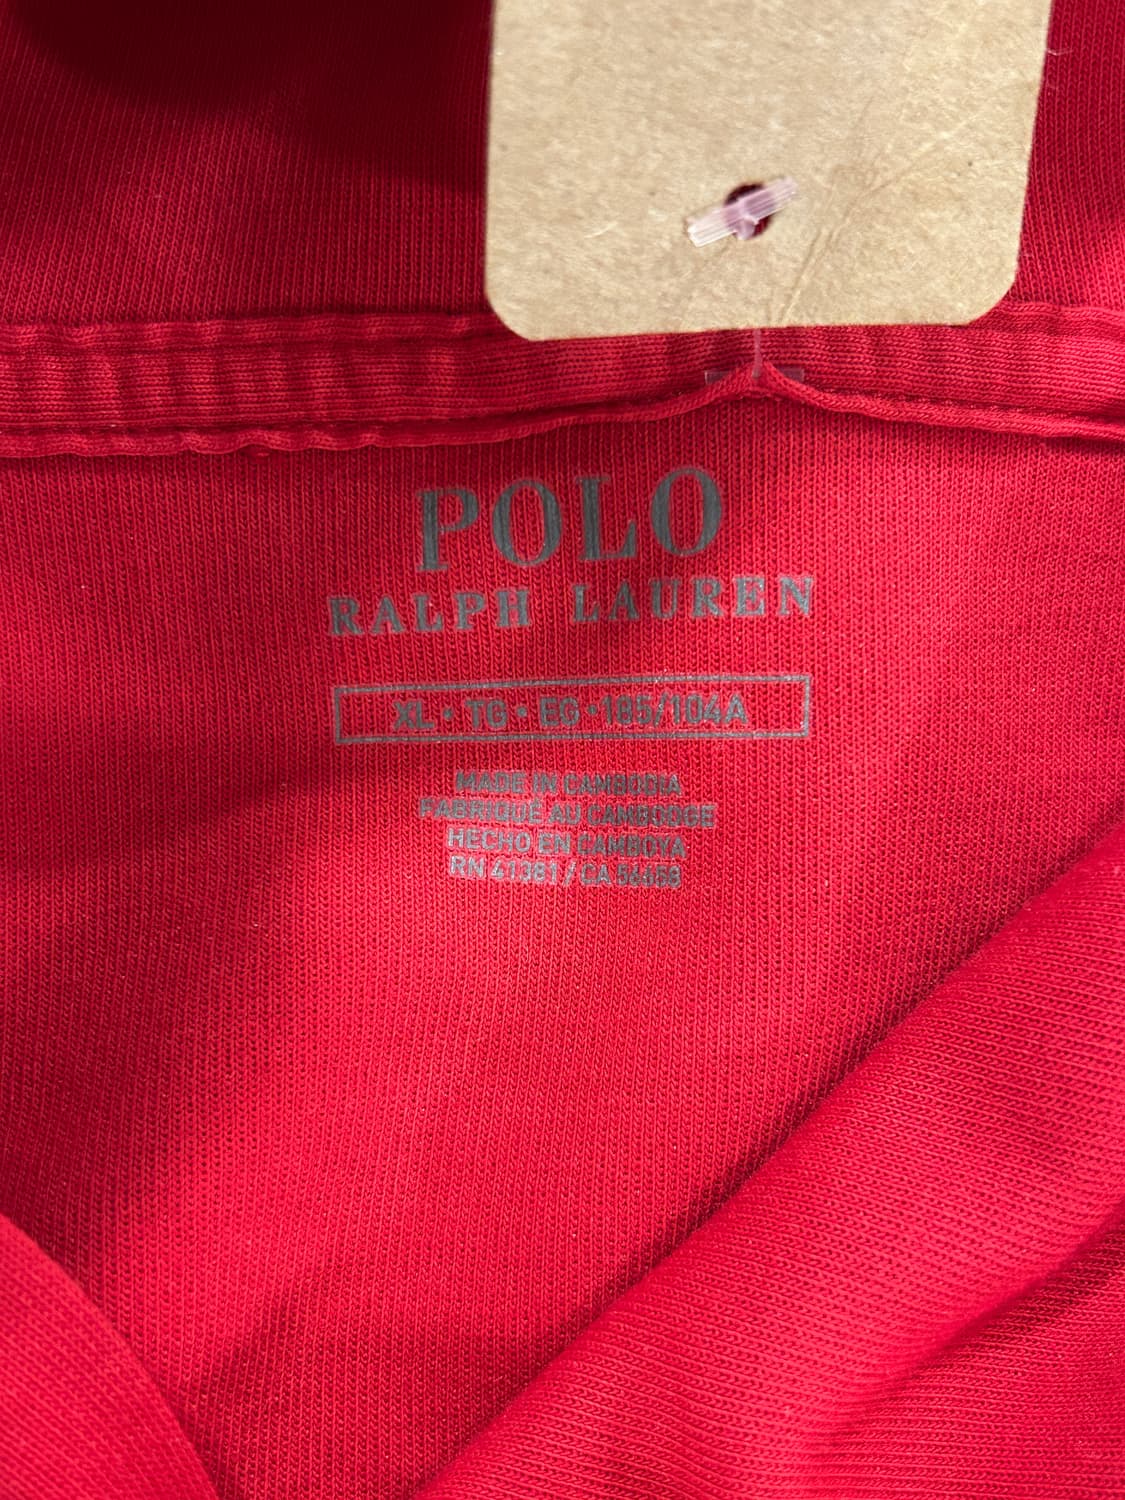 POLO
RALPH LAUREN
XL • TG • EG • 185/104A
MADE IN CAMBODIA
FABRIQUÉ AU CAMBODGE
HECHO EN CAMBOYA
RN 41381 / CA 56658